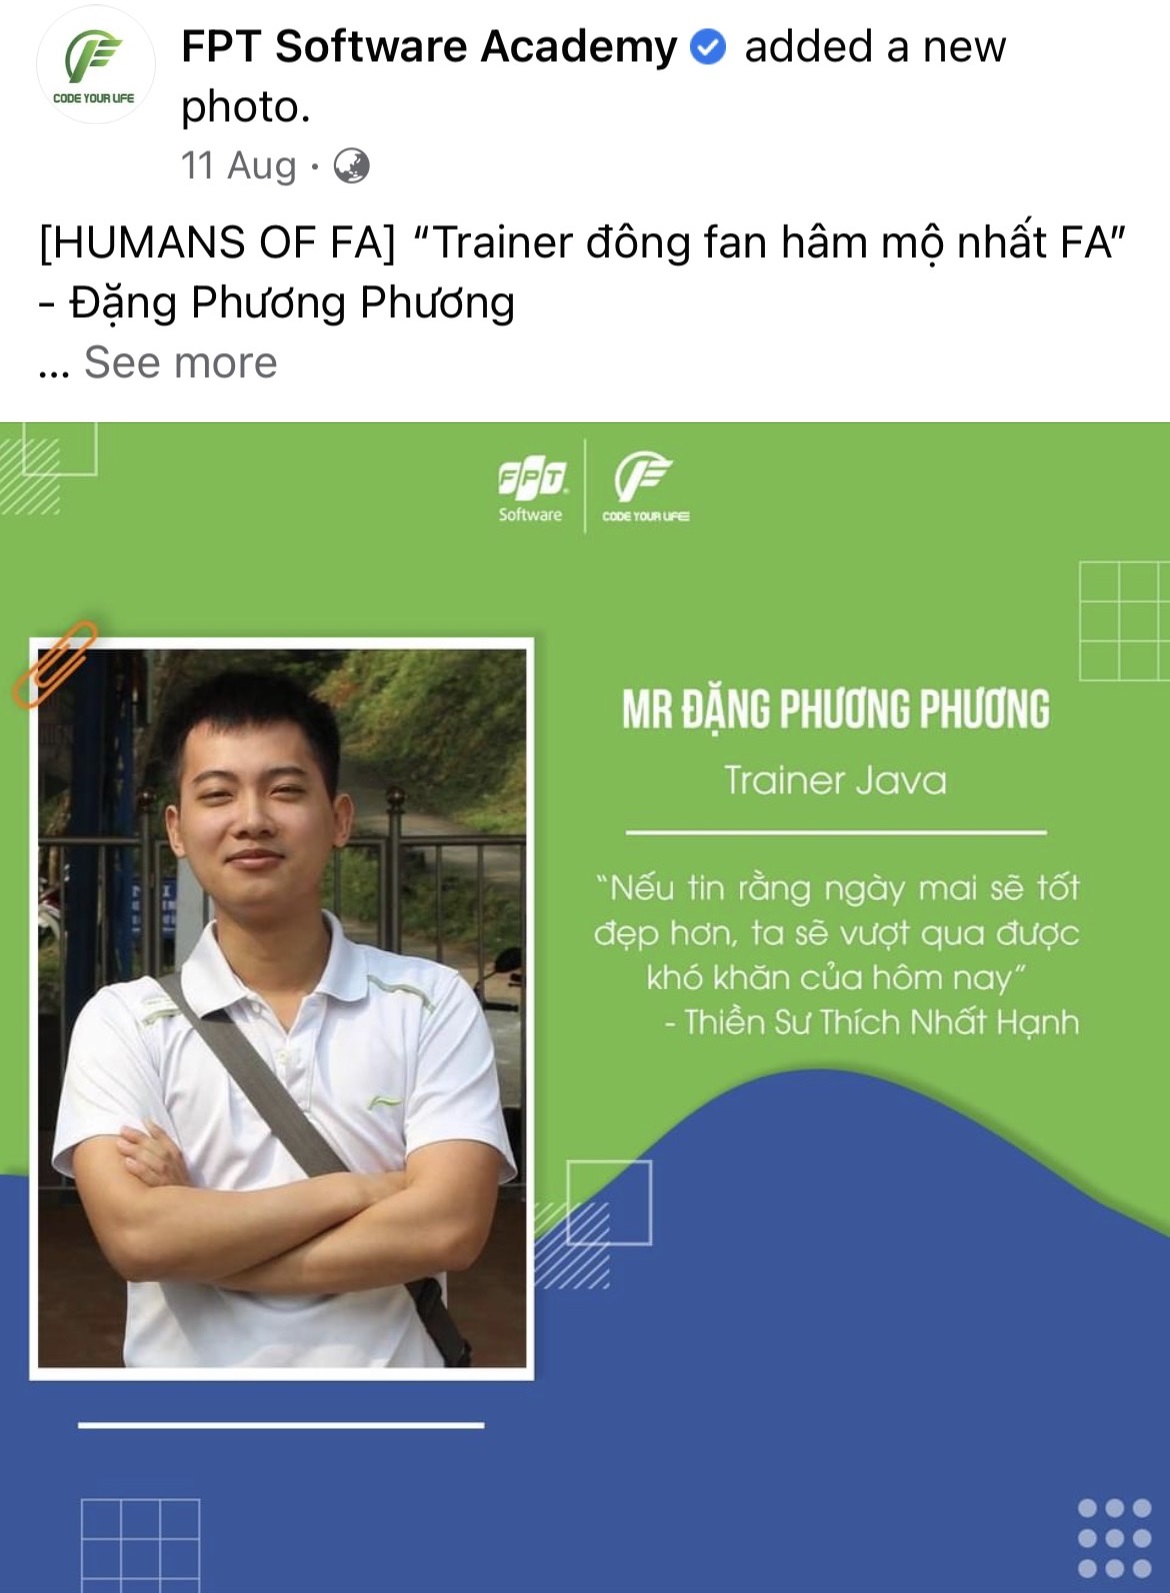 CODE YOUR LIFE
FPT Software Academy added a new
photo.
11 Aug ·
[HUMANS OF FA] “Trainer đông fan hâm mộ nhất FA”
- Đặng Phương Phương
... See more
FPT
Software
CODE YOUR LIFE
MR ĐẶNG PHƯƠNG PHƯƠNG
Trainer Java
“Nếu tin rằng ngày mai sẽ tốt
đẹp hơn, ta sẽ vượt qua được
khó khăn của hôm nay”
- Thiền Sư Thích Nhất Hạnh